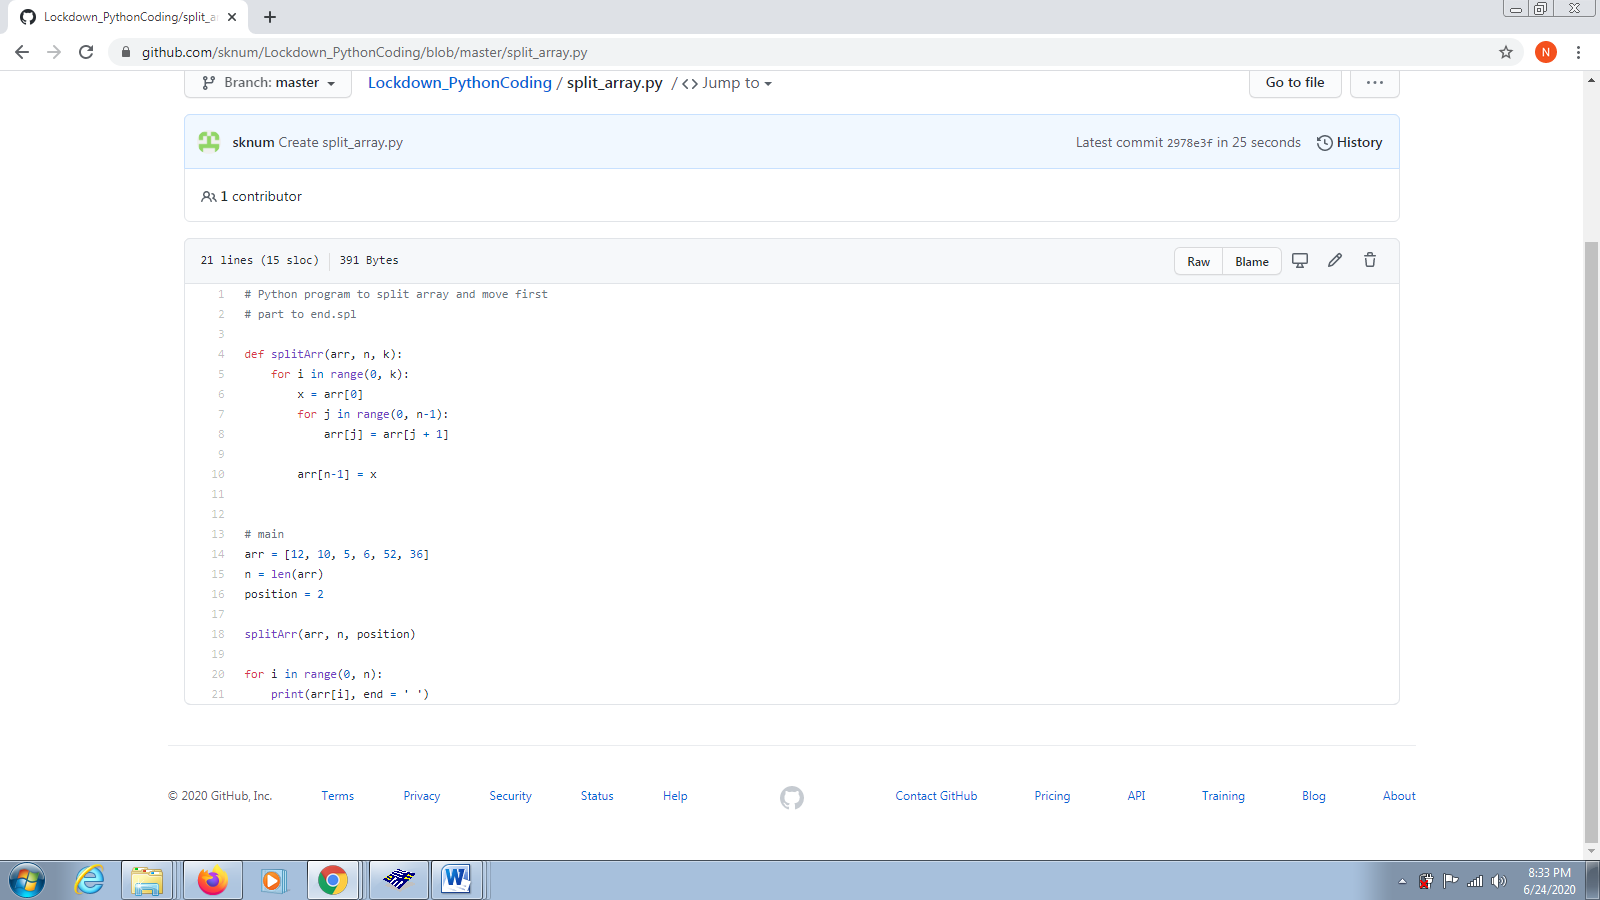 Lockdown_PythonCoding/split_a
github.com/sknum/Lockdown_PythonCoding/blob/master/split_array.py
N
Branch: master
Lockdown_PythonCoding / split_array.py / <> Jump to
Go to file
...
sknum Create split_array.py
Latest commit 2978e3f in 25 seconds
History
1 contributor
21 lines (15 sloc) 391 Bytes
Raw
Blame
1 # Python program to split array and move first
2 # part to end.spl
3
4 def splitArr(arr, n, k):
5     for i in range(0, k):
6         x = arr[0]
7         for j in range(0, n-1):
8             arr[j] = arr[j + 1]
9
10         arr[n-1] = x
11
12
13 # main
14 arr = [12, 10, 5, 6, 52, 36]
15 n = len(arr)
16 position = 2
17
18 splitArr(arr, n, position)
19
20 for i in range(0, n):
21     print(arr[i], end = ' ')
© 2020 GitHub, Inc. Terms Privacy Security Status Help Contact GitHub Pricing API Training Blog About
8:33 PM
6/24/2020